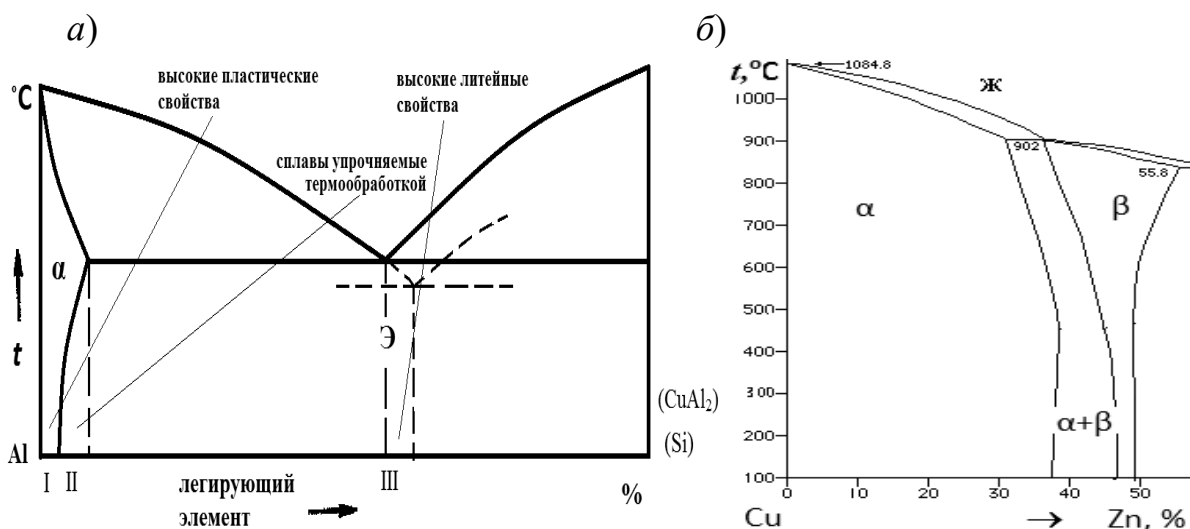 а)
высокие пластические
свойства
высокие литейные
свойства
сплавы упрочняемые
термообработкой
°C
α
t
Э
(CuAl₂)
(Si)
Al
I II III
легирующий
элемент
%
б)
t,°C
1084.8
ж
1000
900
902
55.8
800
α
β
700
600
500
400
300
α+β
200
100
0 10 20 30 40 50
Cu → Zn, %